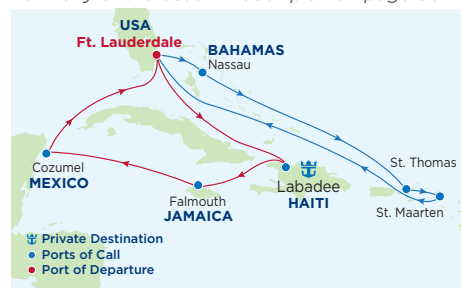 USA
Ft. Lauderdale
BAHAMAS
Nassau
St. Thomas
St. Maarten
Cozumel
MEXICO
Falmouth
JAMAICA
Labadee
HAITI
Private Destination
Ports of Call
Port of Departure